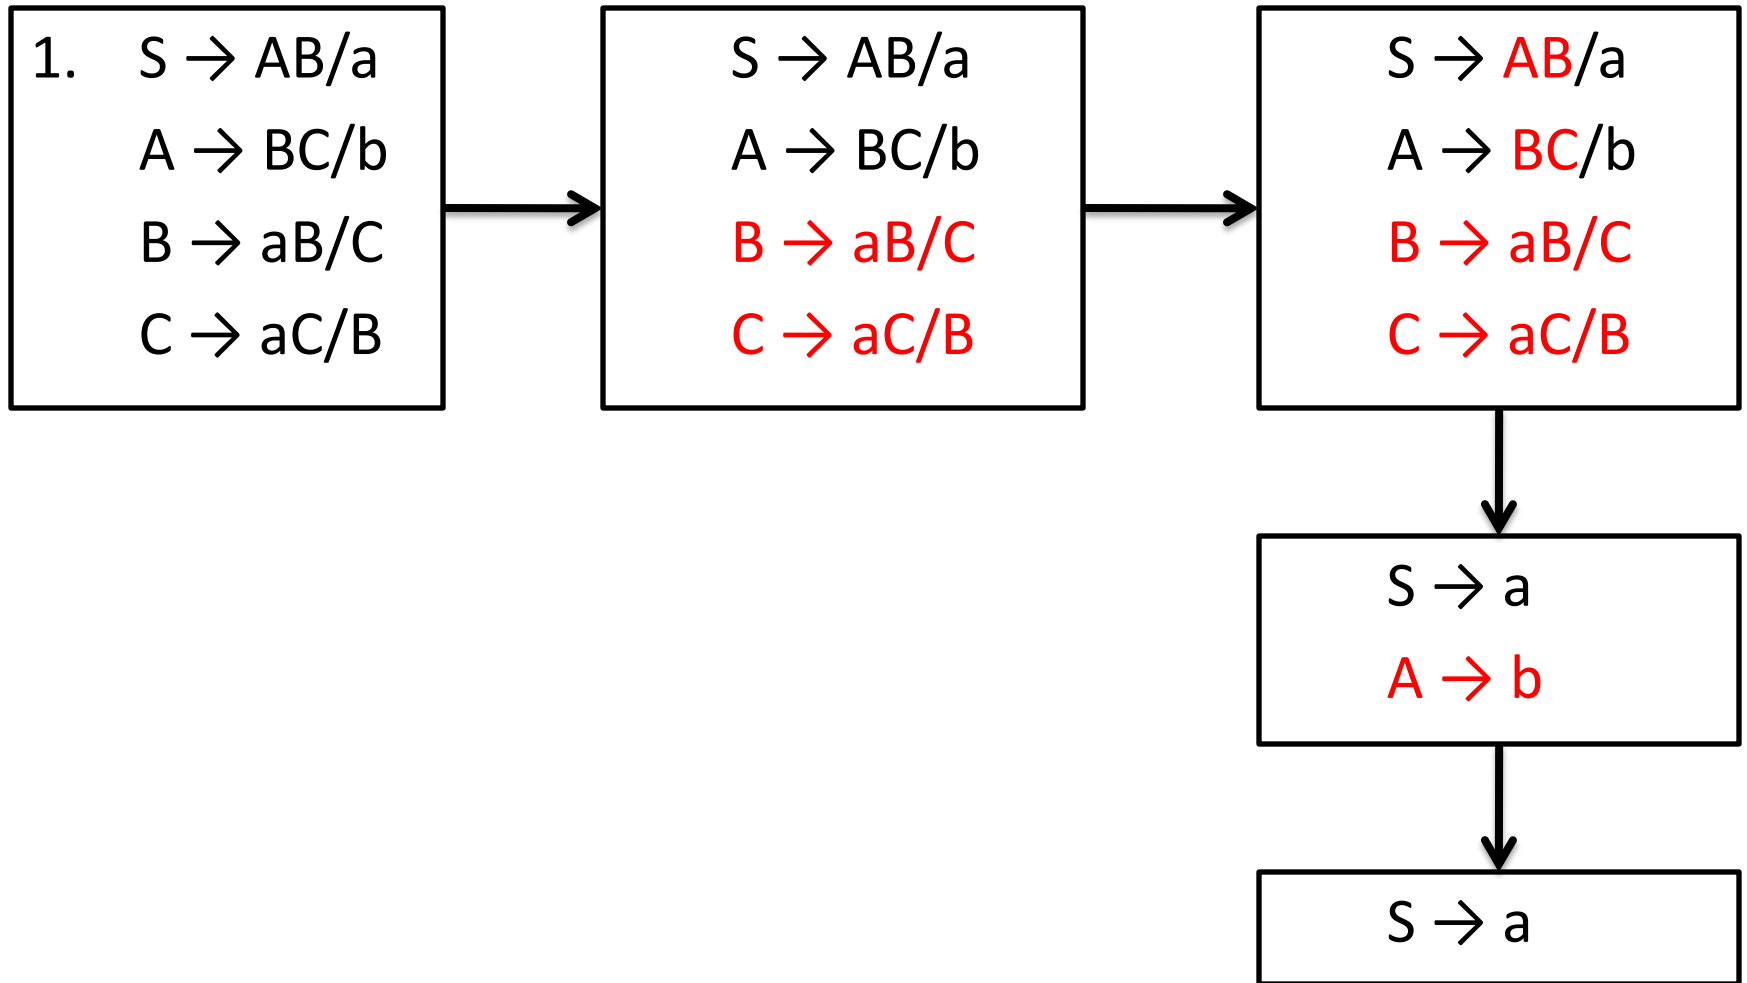 1. S → AB/a
A → BC/b
B → aB/C
C → aC/B
S → AB/a
A → BC/b
B → aB/C
C → aC/B
S → AB/a
A → BC/b
B → aB/C
C → aC/B
S → a
A → b
S → a